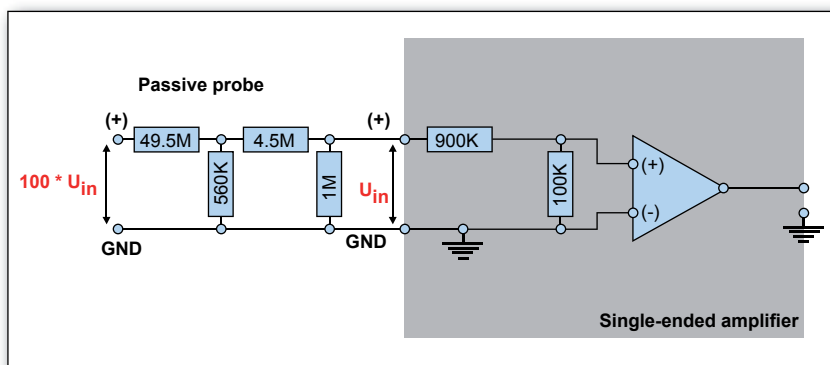 Passive probe
(+)
(+)
49.5M
4.5M
900K
560K
1M
100K
(+)
(-)
100 * Uin
Uin
GND
GND
Single-ended amplifier